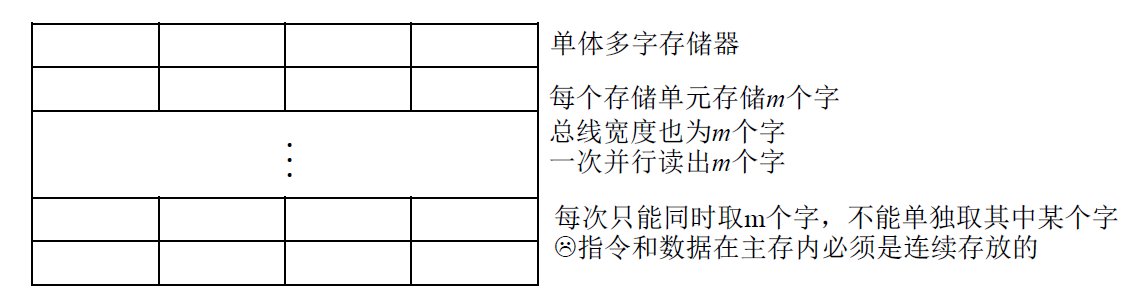 单体多字存储器
每个存储单元存储m个字
总线宽度也为m个字
一次并行读出m个字
每次只能同时取m个字，不能单独取其中某个字
☹指令和数据在主存内必须是连续存放的